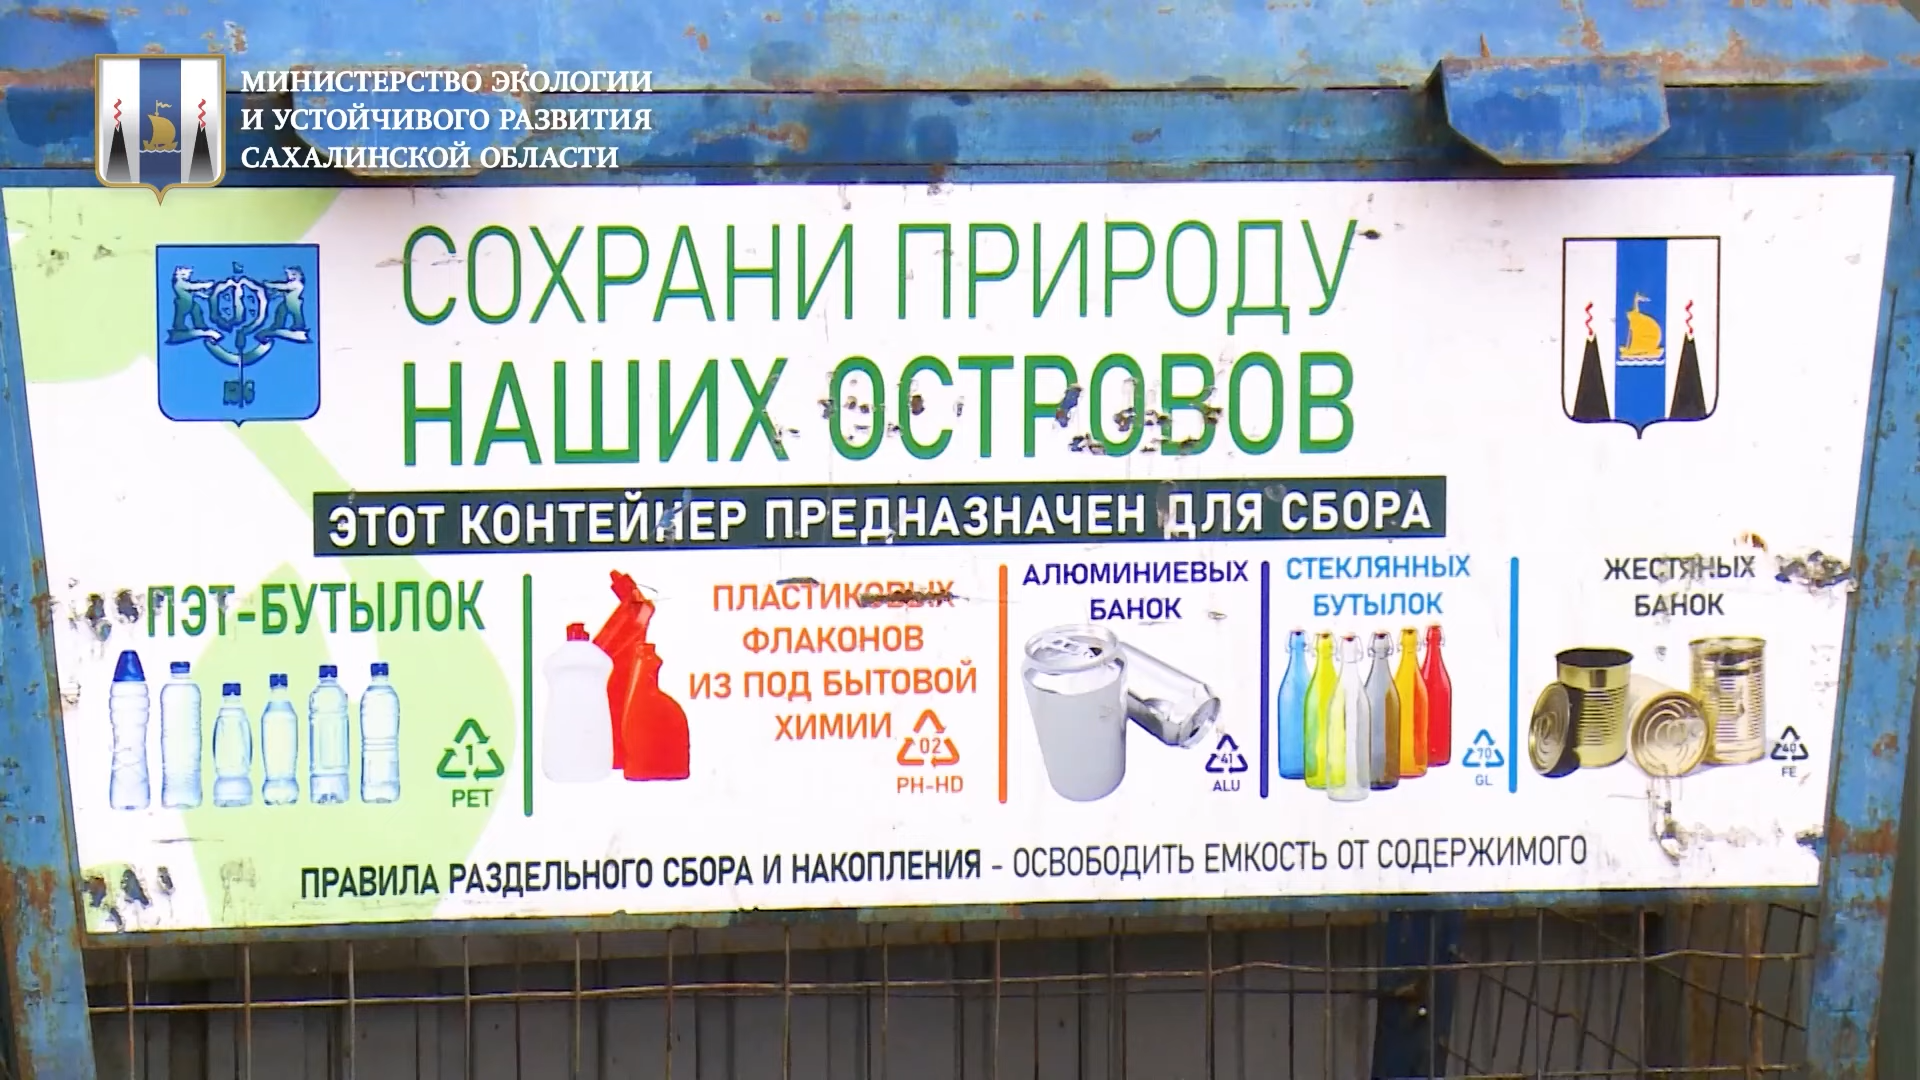 МИНИСТЕРСТВО ЭКОЛОГИИ
И УСТОЙЧИВОГО РАЗВИТИЯ
САХАЛИНСКОЙ ОБЛАСТИ
СОХРАНИ ПРИРОДУ
НАШИХ ОСТРОВОВ
ЭТОТ КОНТЕЙНЕР ПРЕДНАЗНАЧЕН ДЛЯ СБОРА
ПЭТ-БУТЫЛОК
1
PET
ПЛАСТИКОВЫХ
ФЛАКОНОВ
ИЗ ПОД БЫТОВОЙ
ХИМИИ
02
PH-HD
АЛЮМИНИЕВЫХ
БАНОК
41
ALU
СТЕКЛЯННЫХ
БУТЫЛОК
70
GL
ЖЕСТЯНЫХ
БАНОК
40
FE
ПРАВИЛА РАЗДЕЛЬНОГО СБОРА И НАКОПЛЕНИЯ - ОСВОБОДИТЬ ЕМКОСТЬ ОТ СОДЕРЖИМОГО